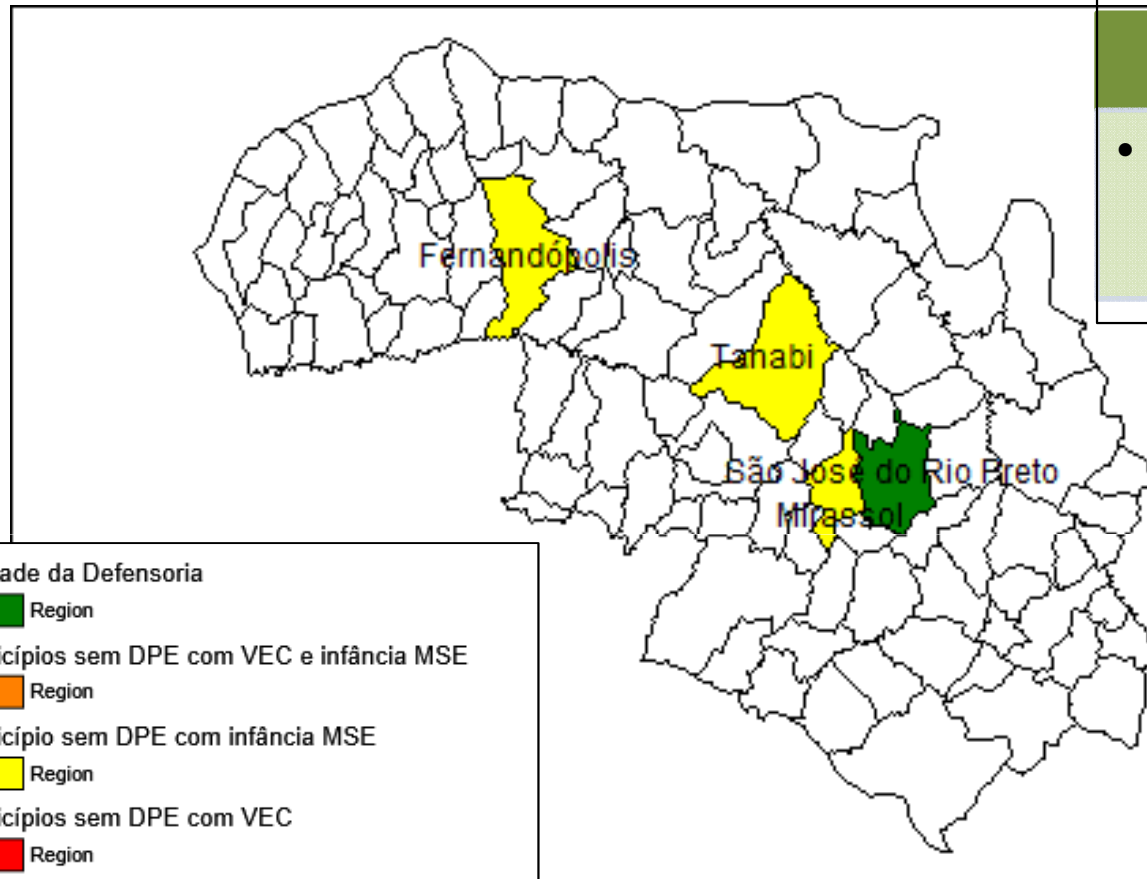 Fernandópolis
Tanabi
São José do Rio Preto
Mirassol
ade da Defensoria
Region
icípios sem DPE com VEC e infância MSE
Region
icípio sem DPE com infância MSE
Region
icípios sem DPE com VEC
Region